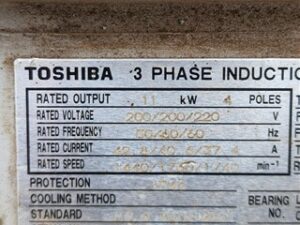 TOSHIBA 3 PHASE INDUCTI
RATED OUTPUT 11 kW 4 POLES
RATED VOLTAGE 200/200/220 V
RATED FREQUENCY 50/60/60 Hz
RATED CURRENT min⁻¹
RATED SPEED
PROTECTION
COOLING METHOD BEARING
STANDARD NO.